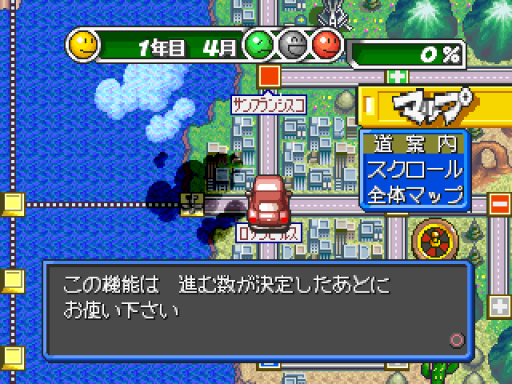 1年目 4月
0%
サンフランシスコ
マップ
道案内
スクロール
全体マップ
ロサンゼルス
この機能は 進む数が決定したあとに
お使い下さい